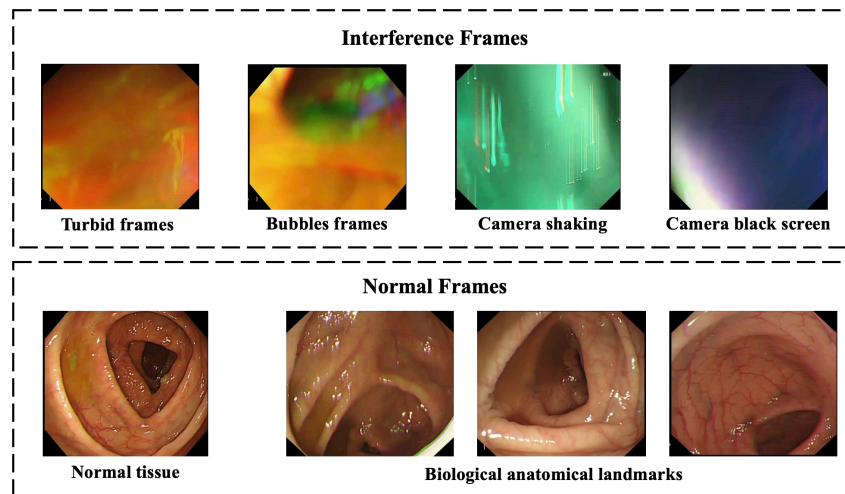 Interference Frames
Turbid frames
Bubbles frames
Camera shaking
Camera black screen
Normal Frames
Normal tissue
Biological anatomical landmarks